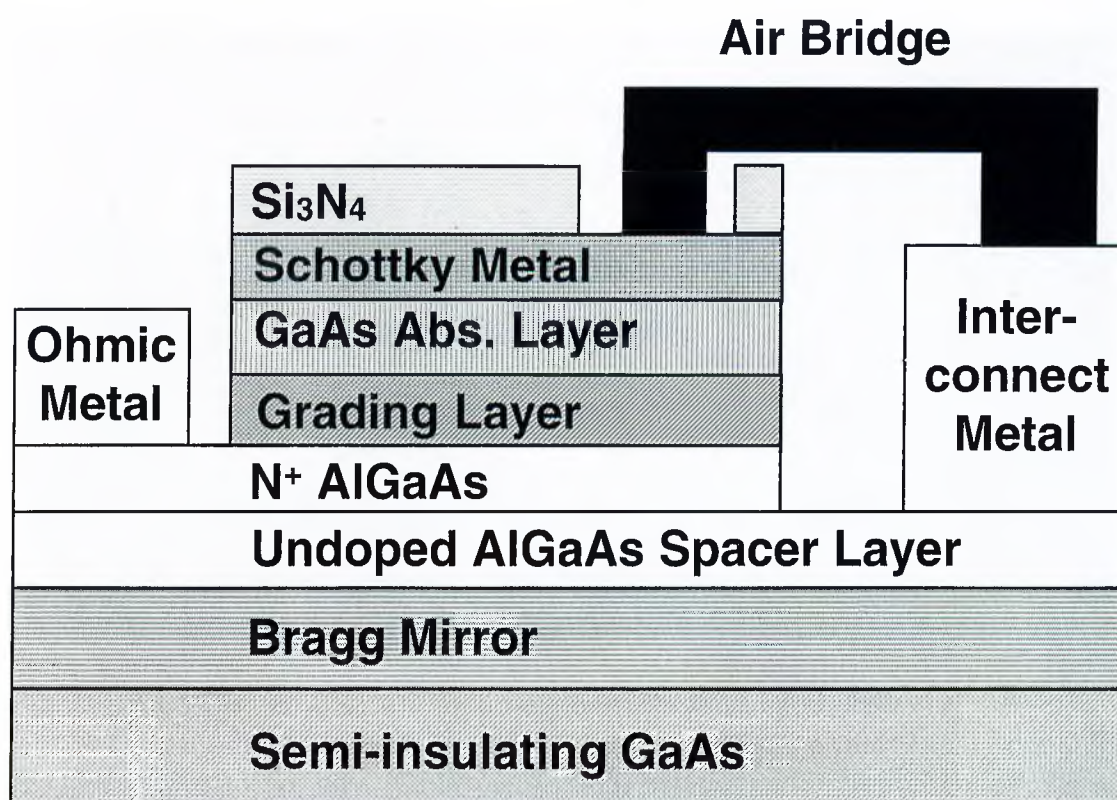 Air Bridge
Si₃N₄
Schottky Metal
GaAs Abs. Layer
Grading Layer
Ohmic
Metal
Inter-
connect
Metal
N⁺ AlGaAs
Undoped AlGaAs Spacer Layer
Bragg Mirror
Semi-insulating GaAs